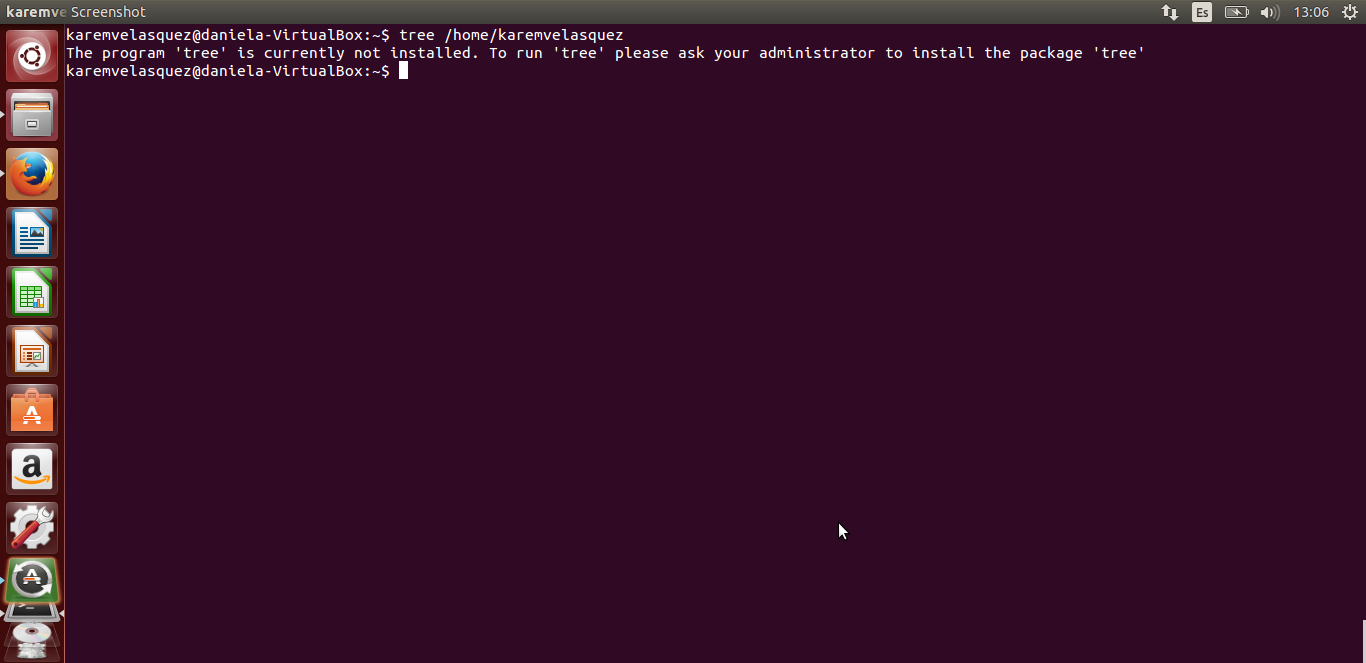 karemve Screenshot
Es
13:06
karemvelasquez@daniela-VirtualBox:~$ tree /home/karemvelasquez
The program 'tree' is currently not installed. To run 'tree' please ask your administrator to install the package 'tree'
karemvelasquez@daniela-VirtualBox:~$
a